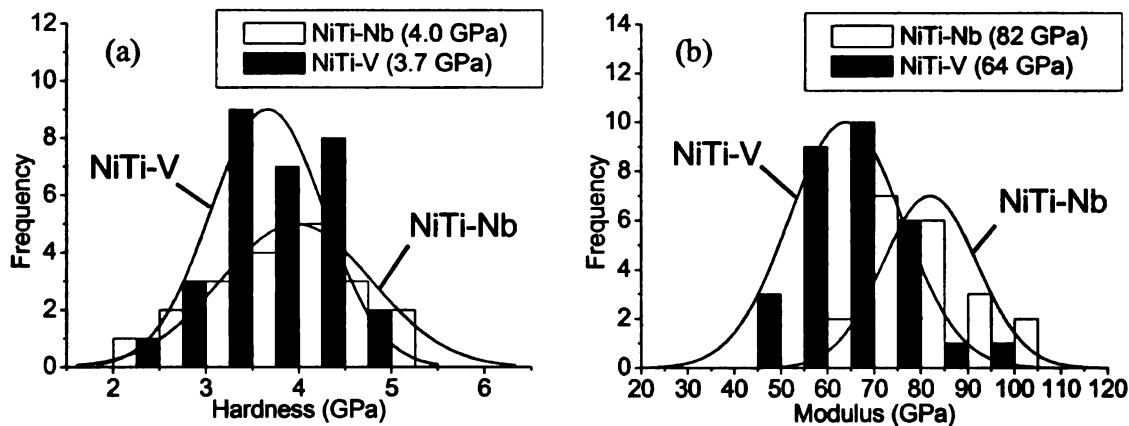 (a)
NiTi-Nb (4.0 GPa)
NiTi-V (3.7 GPa)
NiTi-V
NiTi-Nb
Frequency
12
10
8
6
4
2
0
2 3 4 5 6
Hardness (GPa)
(b)
NiTi-Nb (82 GPa)
NiTi-V (64 GPa)
NiTi-V
NiTi-Nb
Frequency
14
12
10
8
6
4
2
0
20 30 40 50 60 70 80 90 100 110 120
Modulus (GPa)